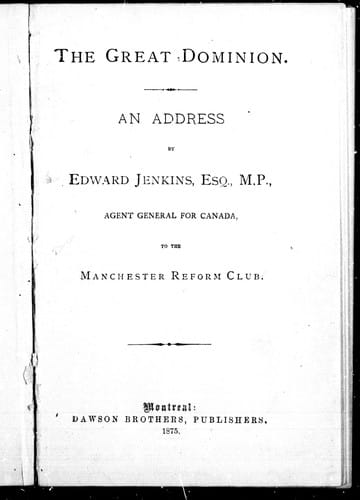 THE GREAT DOMINION.
AN ADDRESS
BY
EDWARD JENKINS, ESQ., M.P.,
AGENT GENERAL FOR CANADA,
TO THE
MANCHESTER REFORM CLUB.
Montreal:
DAWSON BROTHERS, PUBLISHERS.
1875.